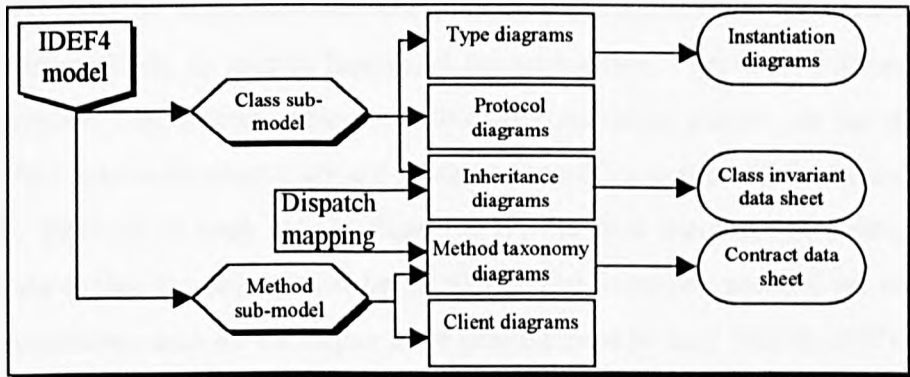 IDEF4
model
Class sub-
model
Method
sub-model
Dispatch
mapping
Type diagrams
Protocol
diagrams
Inheritance
diagrams
Method taxonomy
diagrams
Client diagrams
Instantiation
diagrams
Class invariant
data sheet
Contract data
sheet